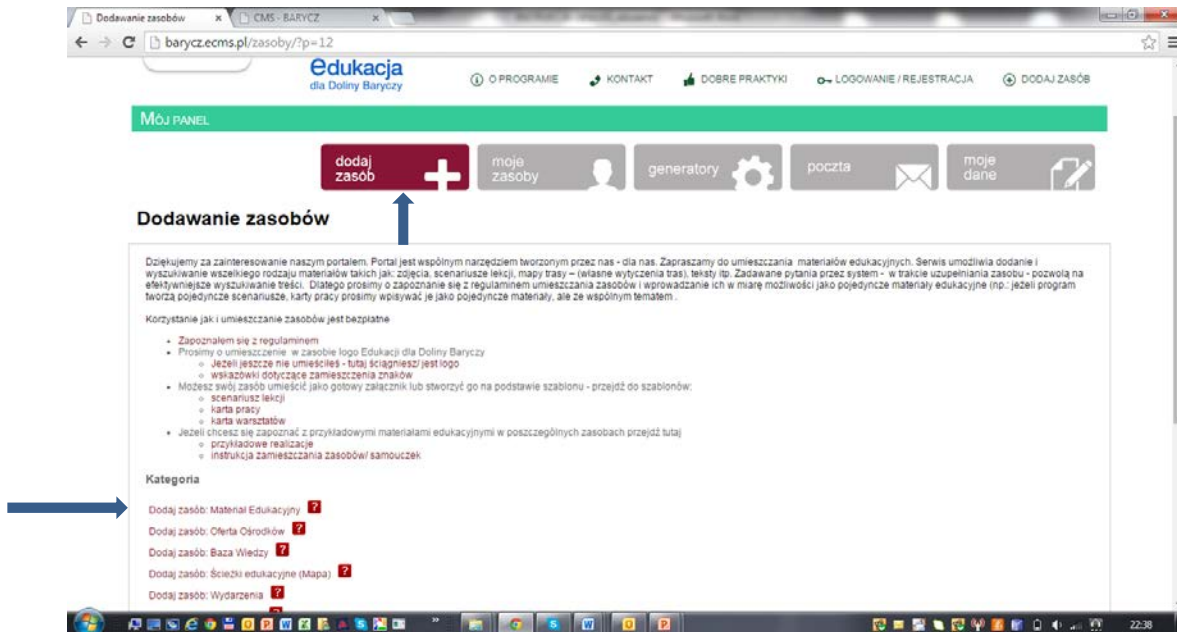 Dodawanie zasobów
CMS - BARYCZ
barycz.ecms.pl/zasoby/?p=12
edukacja
dla Doliny Baryczy
O PROGRAMIE
KONTAKT
DOBRE PRAKTYKI
LOGOWANIE / REJESTRACJA
DODAJ ZASÓB
MÓJ PANEL
dodaj
zasób
moje
zasoby
generatory
poczta
moje
dane
Dodawanie zasobów
Dziękujemy za zainteresowanie naszym portalem. Portal jest wspólnym narzędziem tworzonym przez nas - dla nas. Zapraszamy do umieszczania materiałów edukacyjnych. Serwis umożliwia dodanie i
wyszukiwanie wszelkiego rodzaju materiałów takich jak: zdjęcia, scenariusze lekcji, mapy trasy – (własne wytyczenia tras), teksty itp. Zadawane pytania przez system - w trakcie uzupełniania zasobu - pozwolą na
efektywniejsze wyszukiwanie treści. Dlatego prosimy o zapoznanie się z regulaminem umieszczania zasobów i wprowadzanie ich w miarę możliwości jako pojedyncze materiały edukacyjne (np.: jeżeli program
tworzą pojedyncze scenariusze, karty pracy prosimy wpisywać je jako pojedyncze materiały, ale ze wspólnym tematem .
Korzystanie jak i umieszczanie zasobów jest bezpłatne
Zapoznałem się z regulaminem
Prosimy o umieszczenie w zasobie logo Edukacji dla Doliny Baryczy
Jeżeli jeszcze nie umieściłeś - tutaj ściągniesz/ jest logo
wskazówki dotyczące zamieszczenia znaków
Możesz swój zasób umieścić jako gotowy załącznik lub stworzyć go na podstawie szablonu - przejdź do szablonów:
scenariusz lekcji
karta pracy
karta warsztatów
Jeżeli chcesz się zapoznać z przykładowymi materiałami edukacyjnymi w poszczególnych zasobach przejdź tutaj
przykładowe realizacje
instrukcja zamieszczania zasobów/ samouczek
Kategoria
Dodaj zasób: Materiał Edukacyjny ?
Dodaj zasób: Oferta Ośrodków ?
Dodaj zasób: Baza Wiedzy ?
Dodaj zasób: Ścieżki edukacyjne (Mapa) ?
Dodaj zasób: Wydarzenia ?
22:38